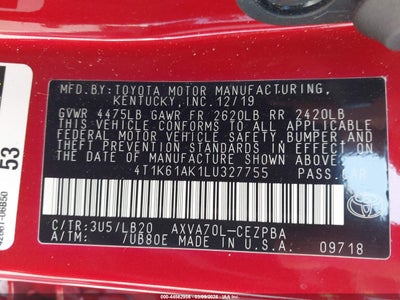 MFD.BY:TOYOTA MOTOR MANUFACTURING,
KENTUCKY,INC.12/19
GVWR 4475LB GAWR FR 2620LB RR 2420LB
THIS VEHICLE CONFORMS TO ALL APPLICABLE
FEDERAL MOTOR VEHICLE SAFETY, BUMPER AND
THEFT PREVENTION STANDARDS IN EFFECT ON
THE DATE OF MANUFACTURE SHOWN ABOVE.
4T1K61AK1LU327755 PASS.CAR
C/TR:3U5/LB20 AXVA70L-CEZPBA
A/TM: /UB80E MADE IN U.S.A.
09718
TOYOTA
53